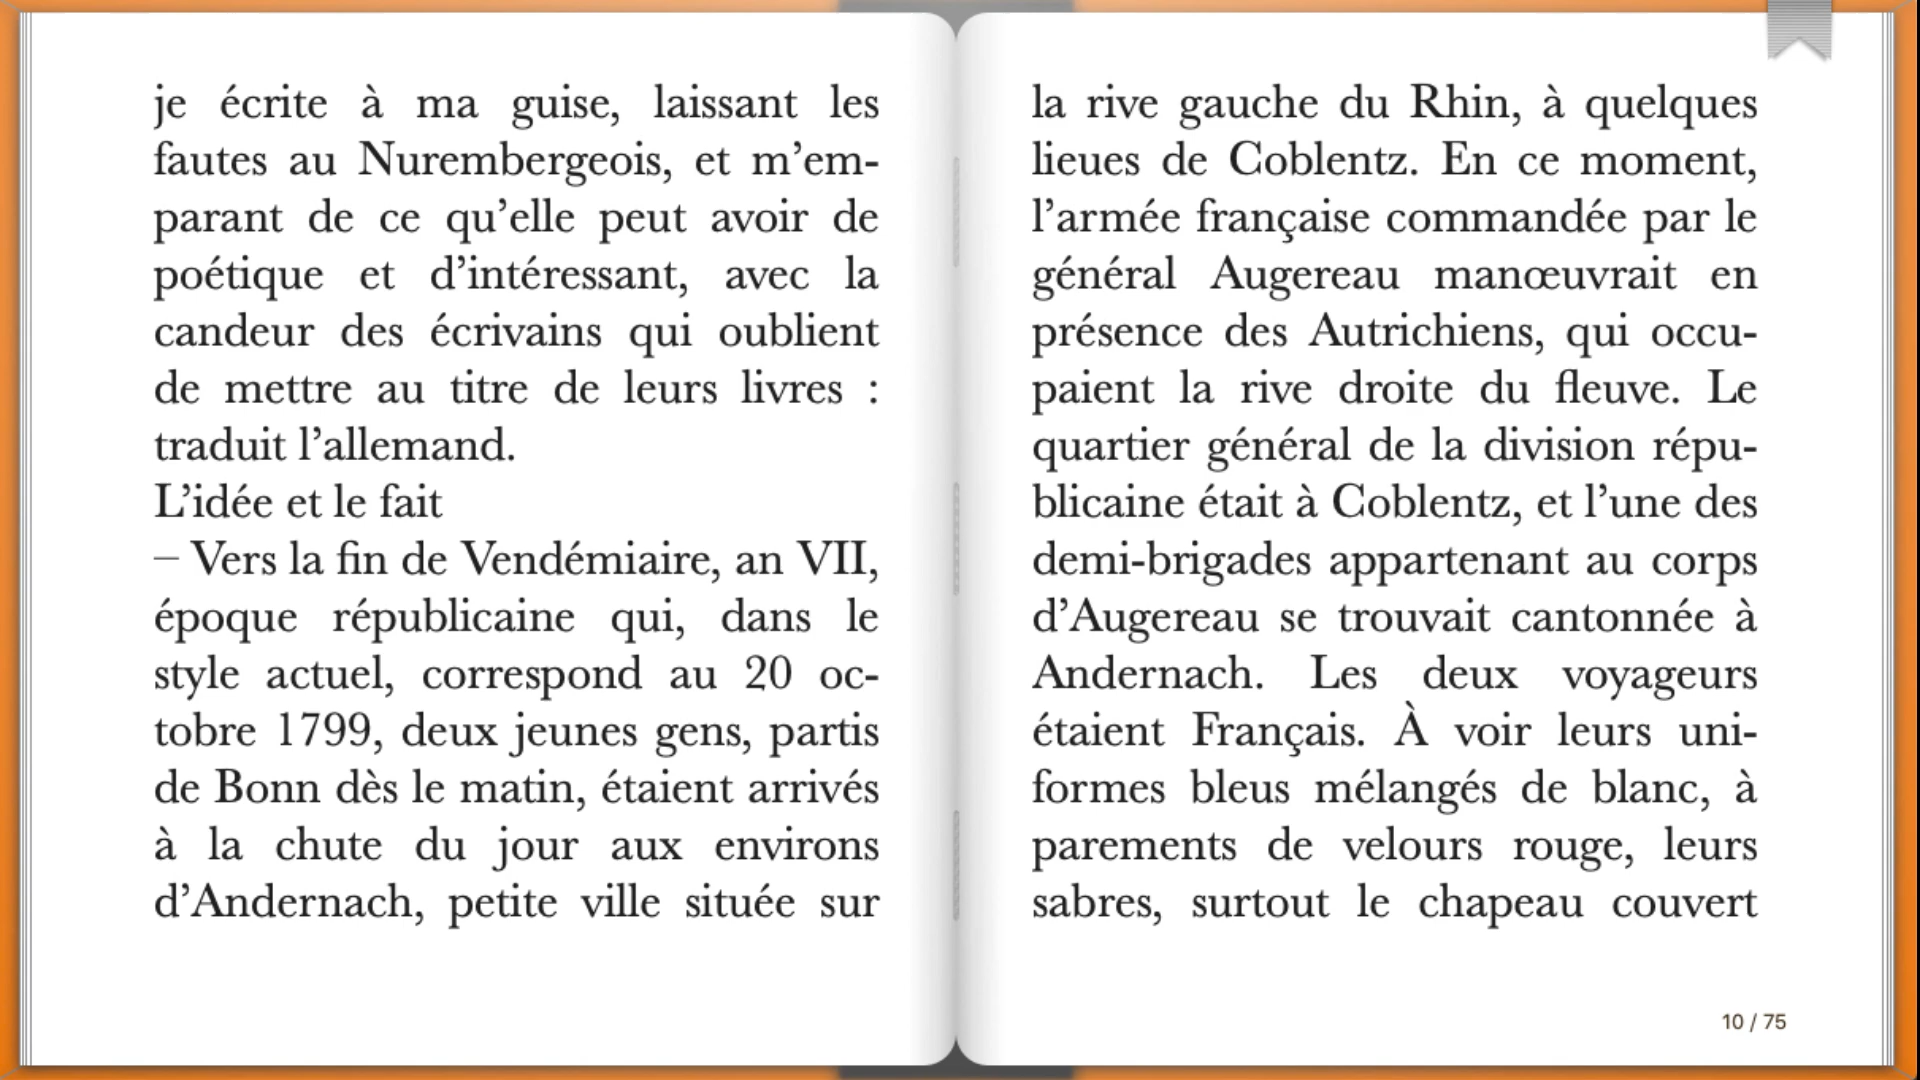 je écrite à ma guise, laissant les
fautes au Nurembergeois, et m’em-
parant de ce qu’elle peut avoir de
poétique et d’intéressant, avec la
candeur des écrivains qui oublient
de mettre au titre de leurs livres :
traduit l’allemand.
L’idée et le fait
– Vers la fin de Vendémiaire, an VII,
époque républicaine qui, dans le
style actuel, correspond au 20 oc-
tobre 1799, deux jeunes gens, partis
de Bonn dès le matin, étaient arrivés
à la chute du jour aux environs
d’Andernach, petite ville située sur
la rive gauche du Rhin, à quelques
lieues de Coblentz. En ce moment,
l’armée française commandée par le
général Augereau manœuvrait en
présence des Autrichiens, qui occu-
paient la rive droite du fleuve. Le
quartier général de la division répu-
blicaine était à Coblentz, et l’une des
demi-brigades appartenant au corps
d’Augereau se trouvait cantonnée à
Andernach. Les deux voyageurs
étaient Français. À voir leurs uni-
formes bleus mélangés de blanc, à
parements de velours rouge, leurs
sabres, surtout le chapeau couvert
10 / 75